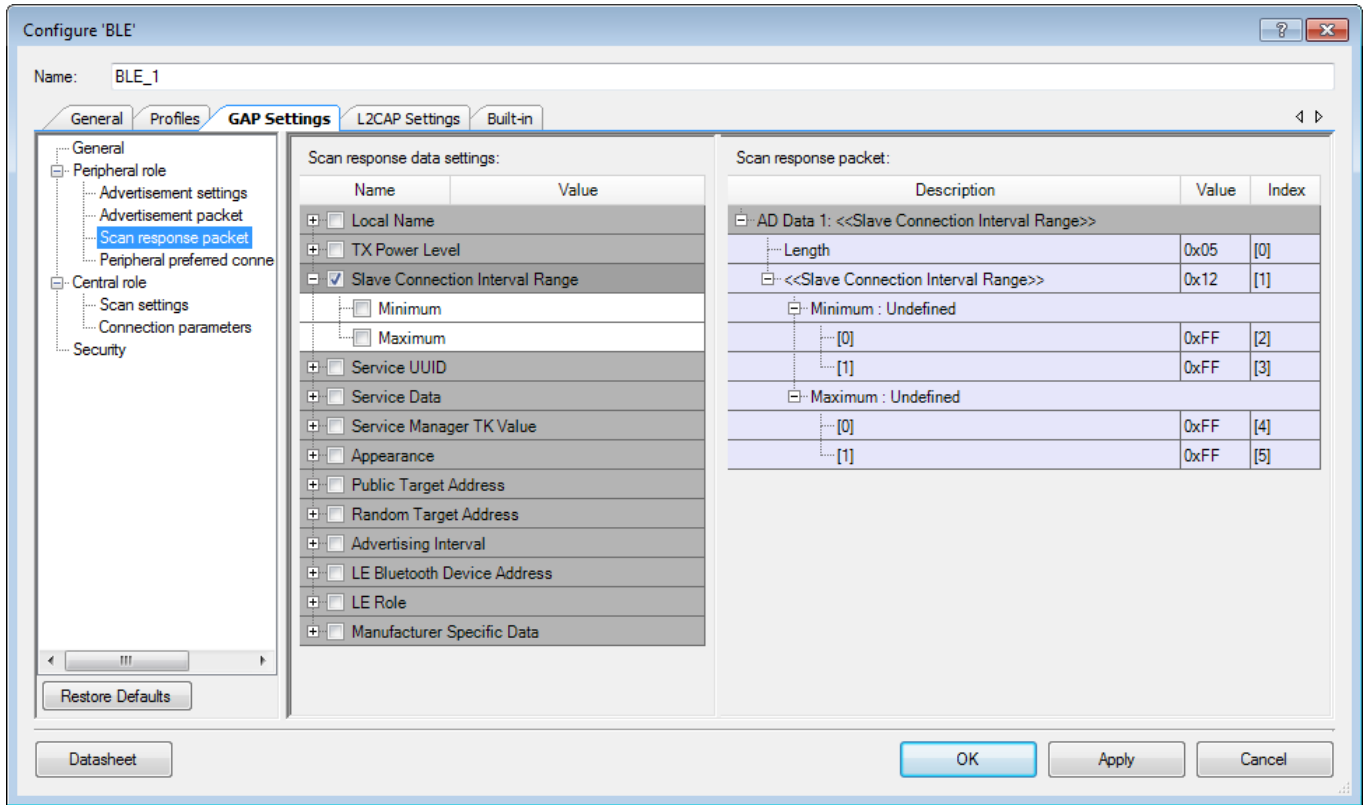 Configure 'BLE'
Name: BLE_1
General Profiles GAP Settings L2CAP Settings Built-in
General
Peripheral role
Advertisement settings
Advertisement packet
Scan response packet
Peripheral preferred conne
Central role
Scan settings
Connection parameters
Security
Restore Defaults
Scan response data settings:
Name Value
Local Name
TX Power Level
Slave Connection Interval Range
Minimum
Maximum
Service UUID
Service Data
Service Manager TK Value
Appearance
Public Target Address
Random Target Address
Advertising Interval
LE Bluetooth Device Address
LE Role
Manufacturer Specific Data
Scan response packet:
Description Value Index
AD Data 1: <<Slave Connection Interval Range>>
Length 0x05 [0]
<<Slave Connection Interval Range>> 0x12 [1]
Minimum : Undefined
[0] 0xFF [2]
[1] 0xFF [3]
Maximum : Undefined
[0] 0xFF [4]
[1] 0xFF [5]
Datasheet OK Apply Cancel